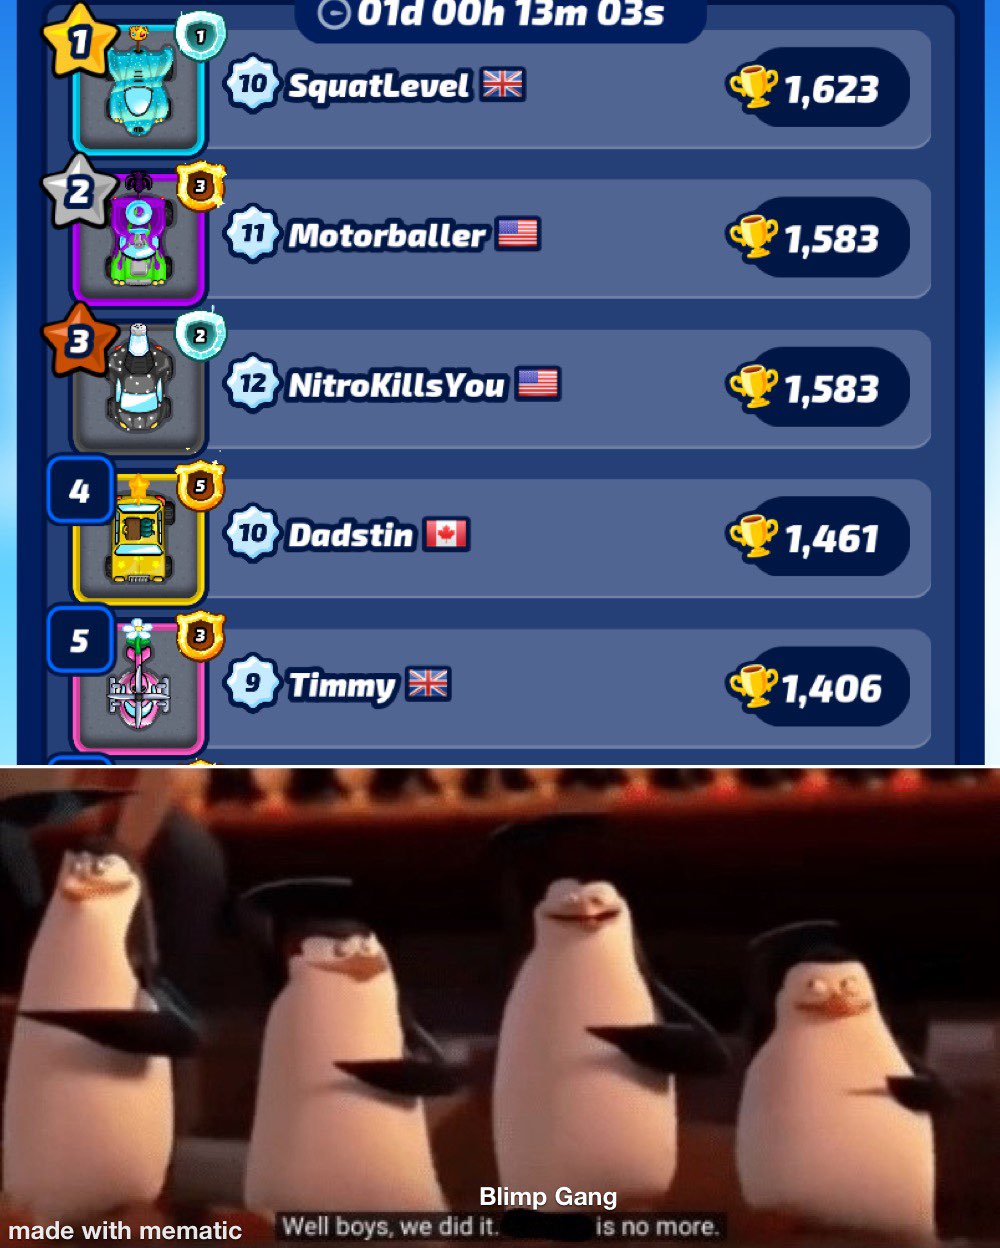 01d 00h 13m 03s
1 1 10 SquatLevel 1,623
2 3 11 Motorballer 1,583
3 2 12 NitroKillsYou 1,583
4 5 10 Dadstin 1,461
5 3 9 Timmy 1,406
Blimp Gang
Well boys, we did it. is no more.
made with mematic